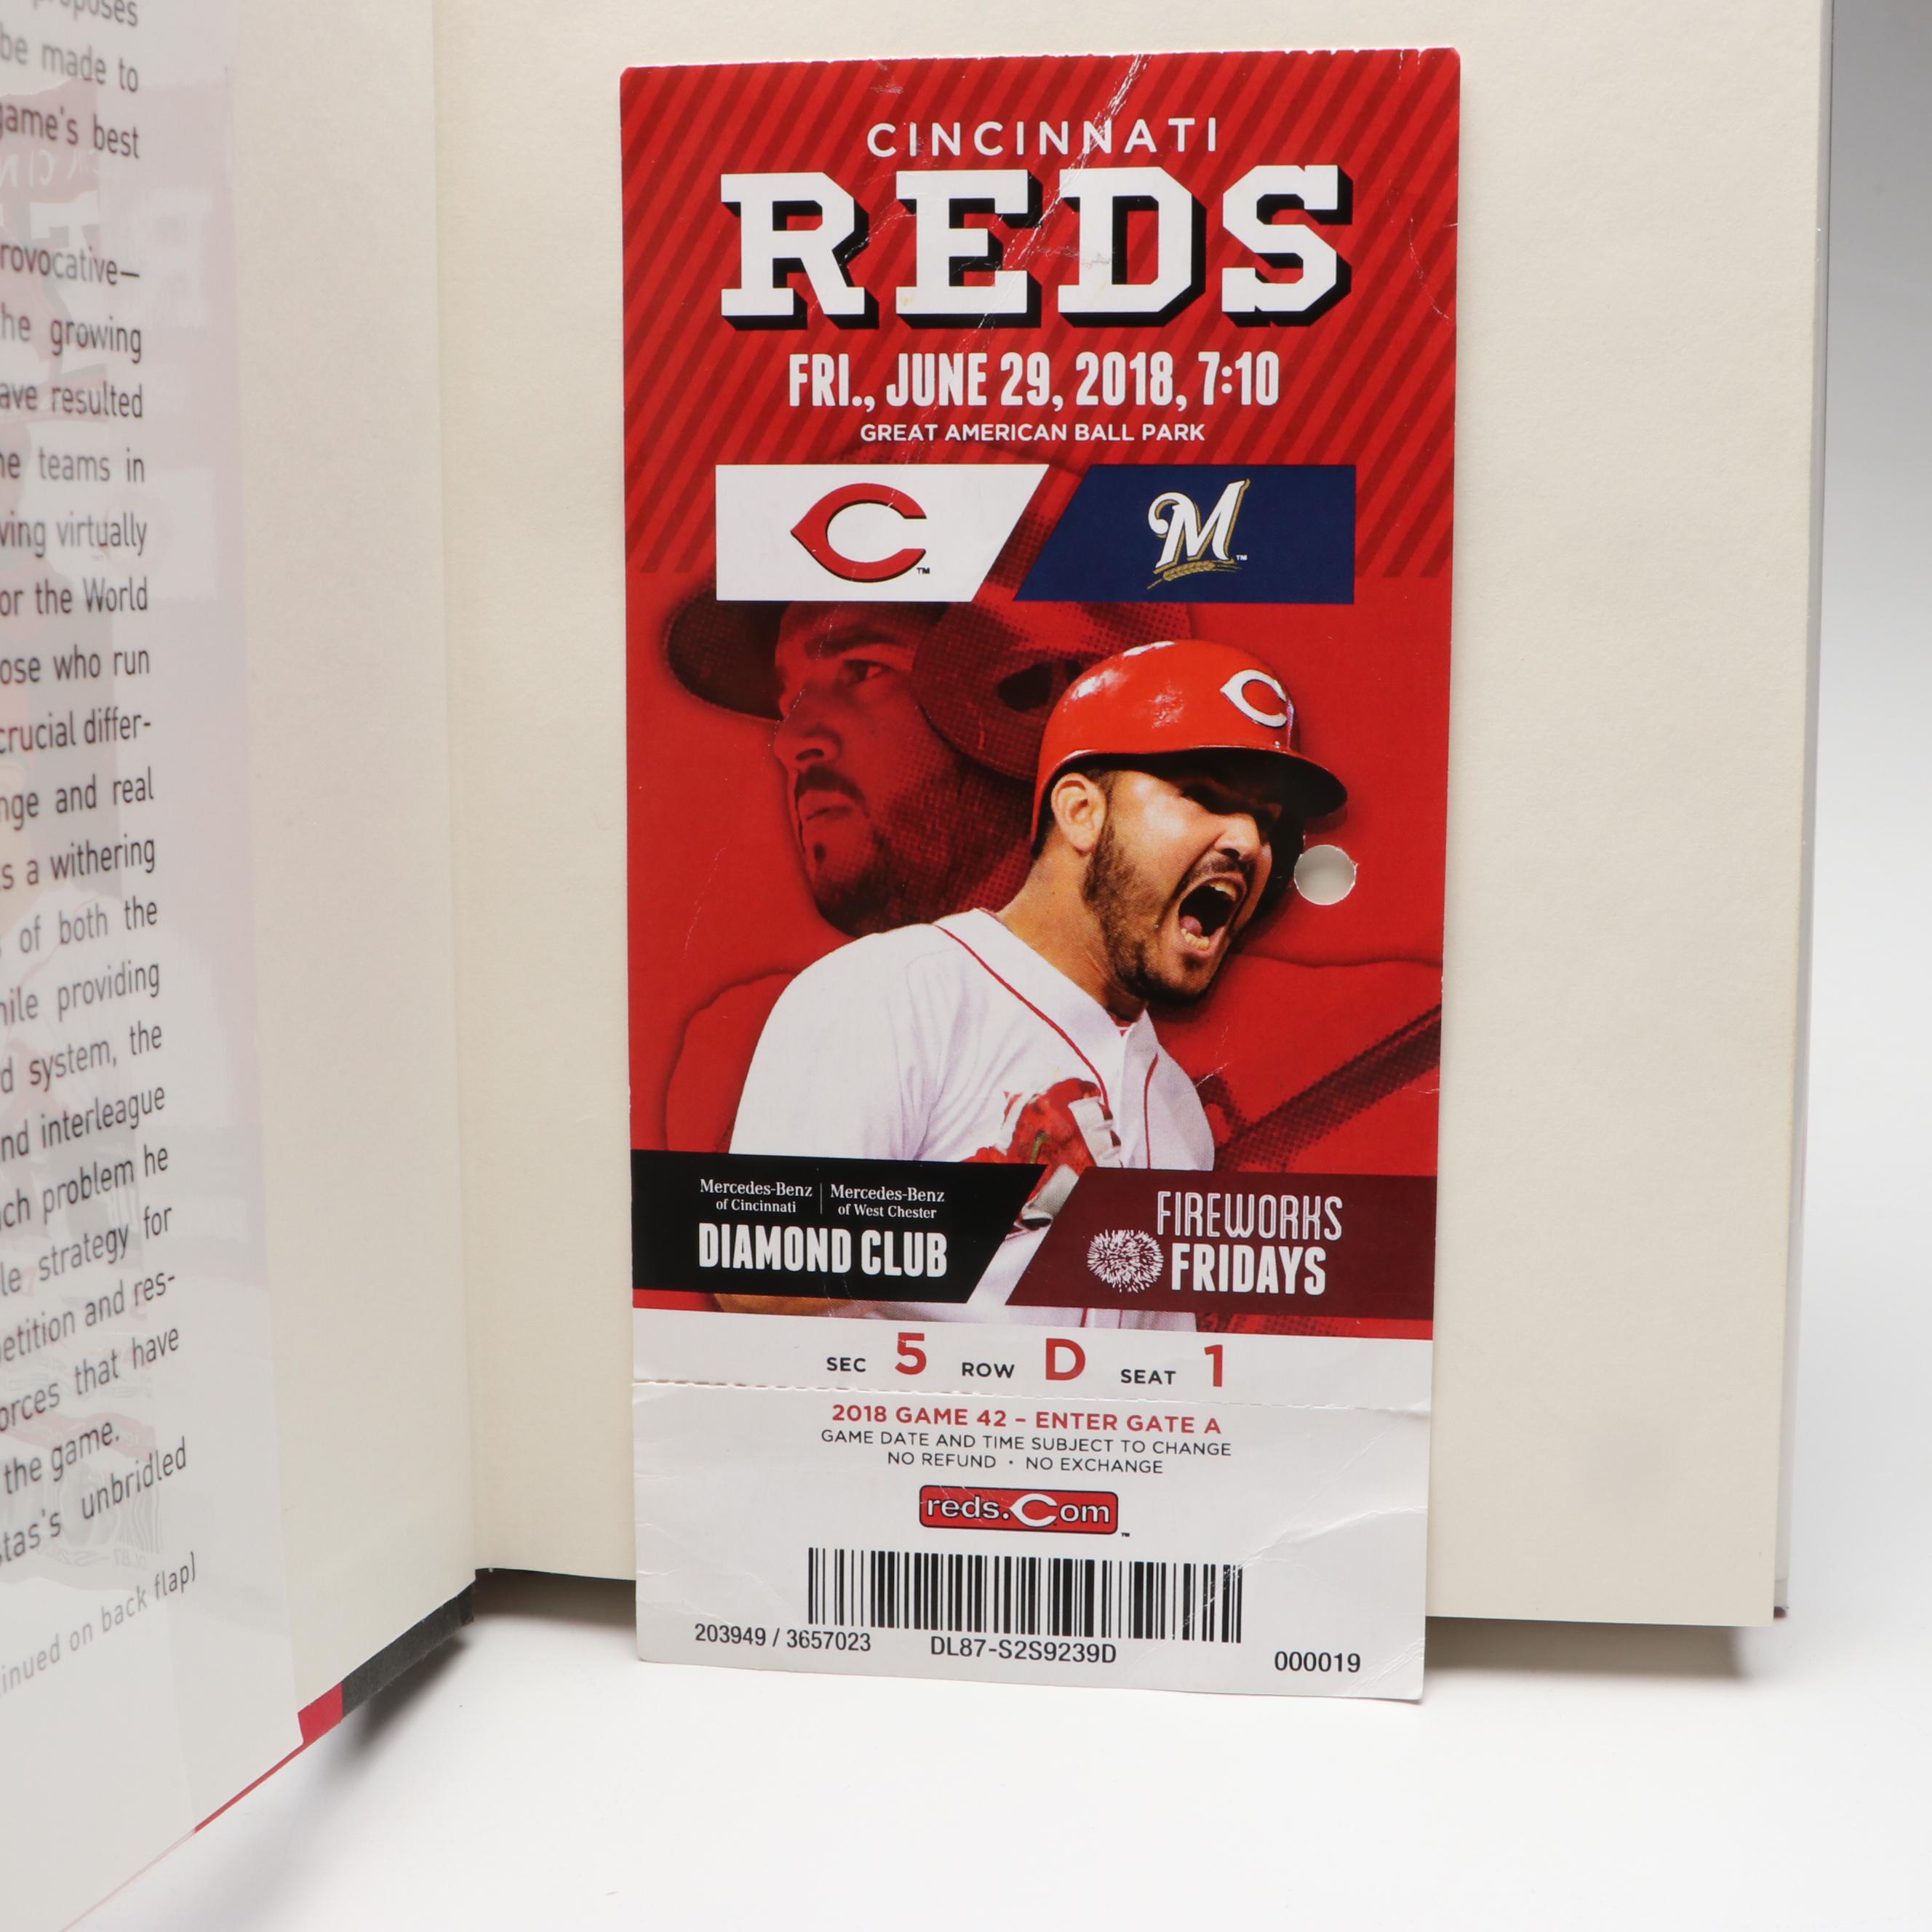 be made to
game's best
rovocative—
he growing
ave resulted
teams in
ving virtually
or the World
ose who run
crucial differ-
nge and real
s a withering
of both the
hile providing
d system, the
nd interleague
ch problem he
le strategy for
etition and res-
orces that have
the game.
tas's unbridled
inued on back flap)
CINCINNATI
REDS
FRI., JUNE 29, 2018, 7:10
GREAT AMERICAN BALL PARK
C ™
M ™
C
Mercedes-Benz of Cincinnati | Mercedes-Benz of West Chester
DIAMOND CLUB
FIREWORKS
FRIDAYS
SEC 5 ROW D SEAT 1
2018 GAME 42 – ENTER GATE A
GAME DATE AND TIME SUBJECT TO CHANGE
NO REFUND • NO EXCHANGE
reds.Com ™
203949 / 3657023 DL87-S2S9239D 000019